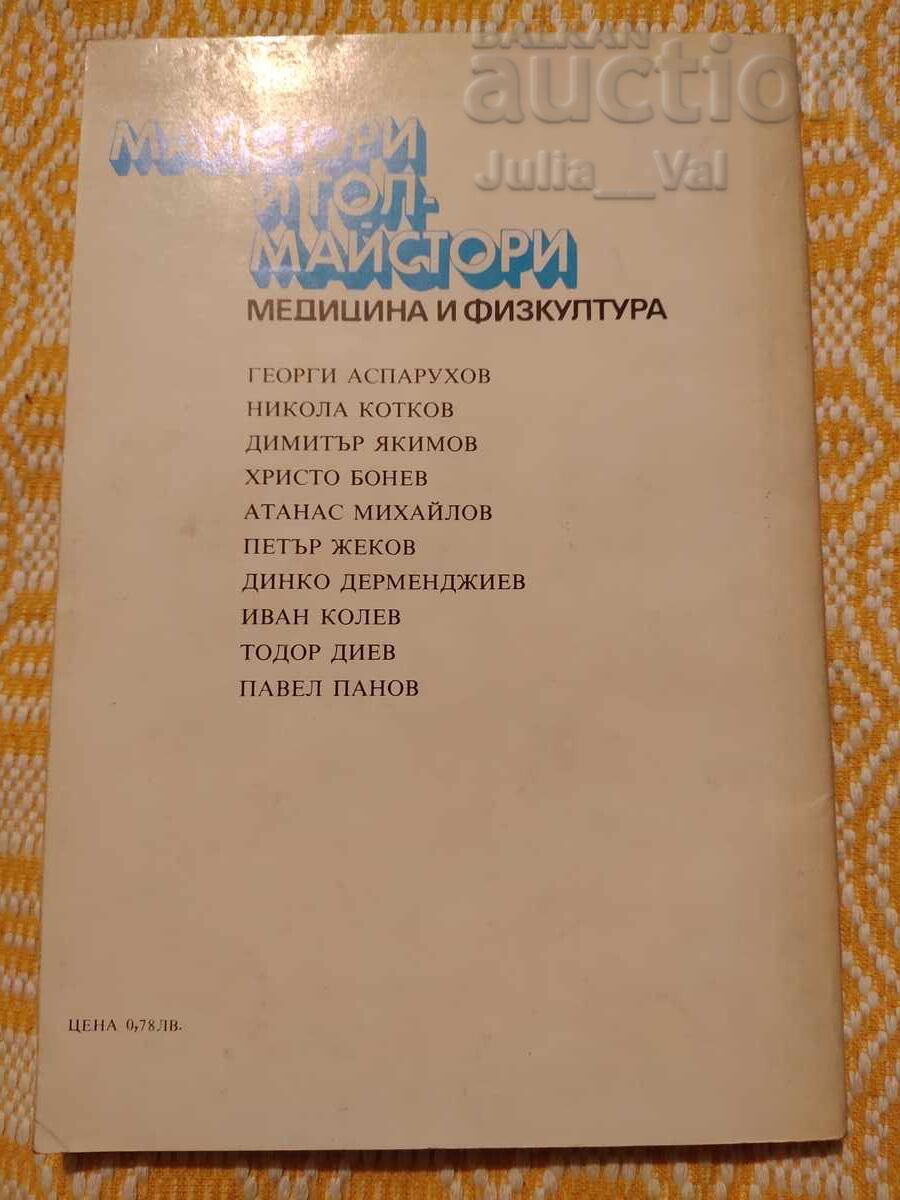 БАЛКАН
auction
Julia__Val
МАЙСТОРИ
И ГОЛ-
МАЙСТОРИ
МЕДИЦИНА И ФИЗКУЛТУРА
ГЕОРГИ АСПАРУХОВ
НИКОЛА КОТКОВ
ДИМИТЪР ЯКИМОВ
ХРИСТО БОНЕВ
АТАНАС МИХАЙЛОВ
ПЕТЪР ЖЕКОВ
ДИНКО ДЕРМЕНДЖИЕВ
ИВАН КОЛЕВ
ТОДОР ДИЕВ
ПАВЕЛ ПАНОВ
ЦЕНА 0,78 ЛВ.